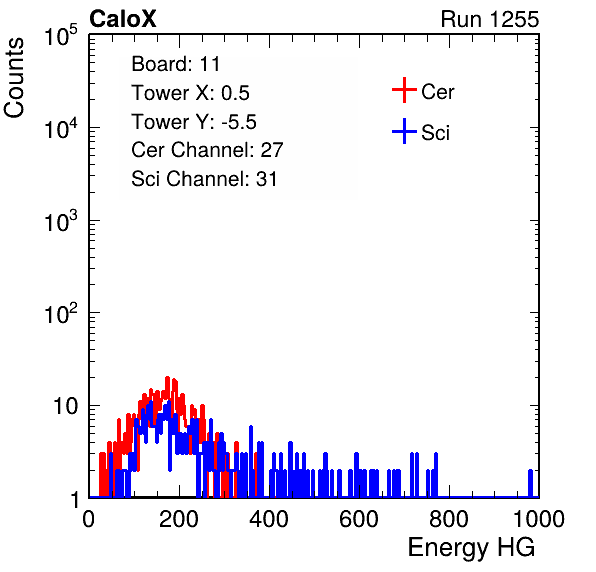 CaloX Run 1255
Counts
10^5
10^4
10^3
10^2
10
1
Board: 11
Tower X: 0.5
Tower Y: -5.5
Cer Channel: 27
Sci Channel: 31
Cer
Sci
0 200 400 600 800 1000
Energy HG